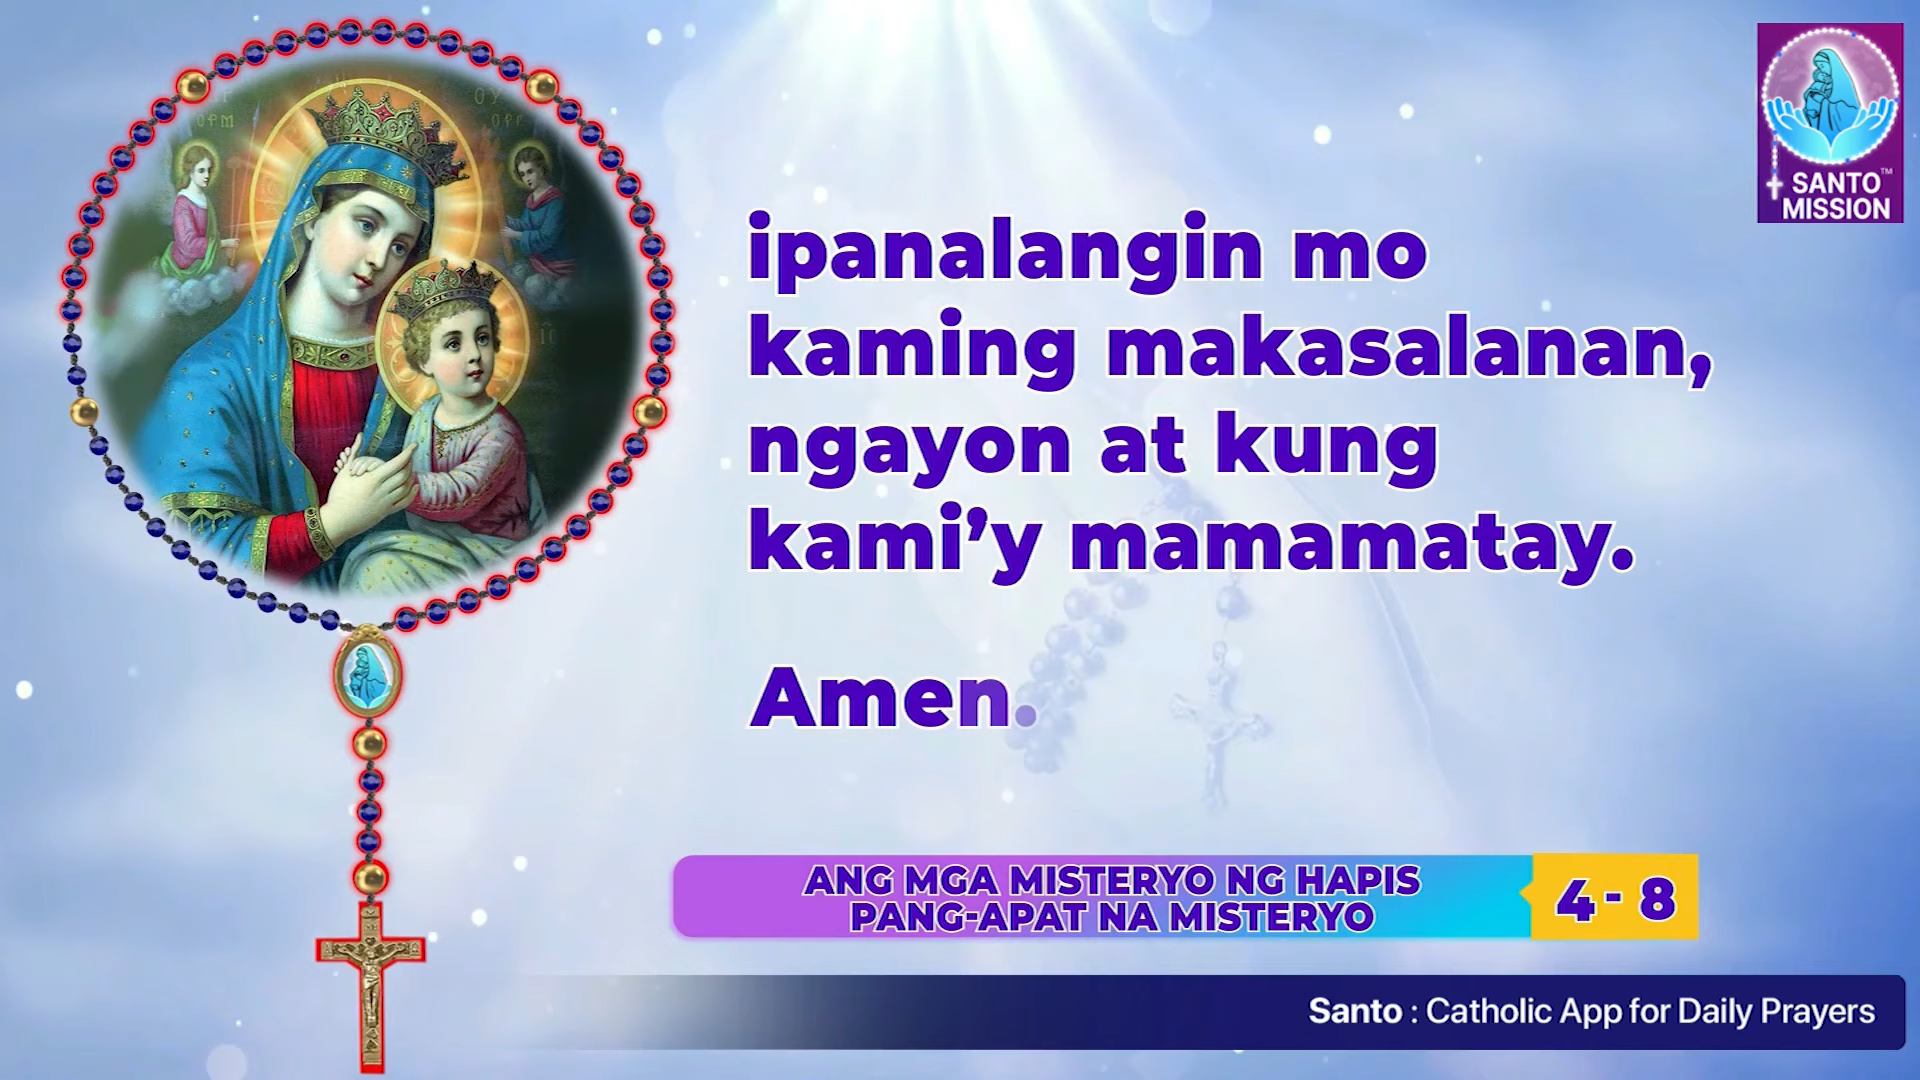 SANTO™
MISSION
ipanalangin mo
kaming makasalanan,
ngayon at kung
kami’y mamamatay.
Amen.
ANG MGA MISTERYO NG HAPIS
PANG-APAT NA MISTERYO
4 - 8
Santo : Catholic App for Daily Prayers